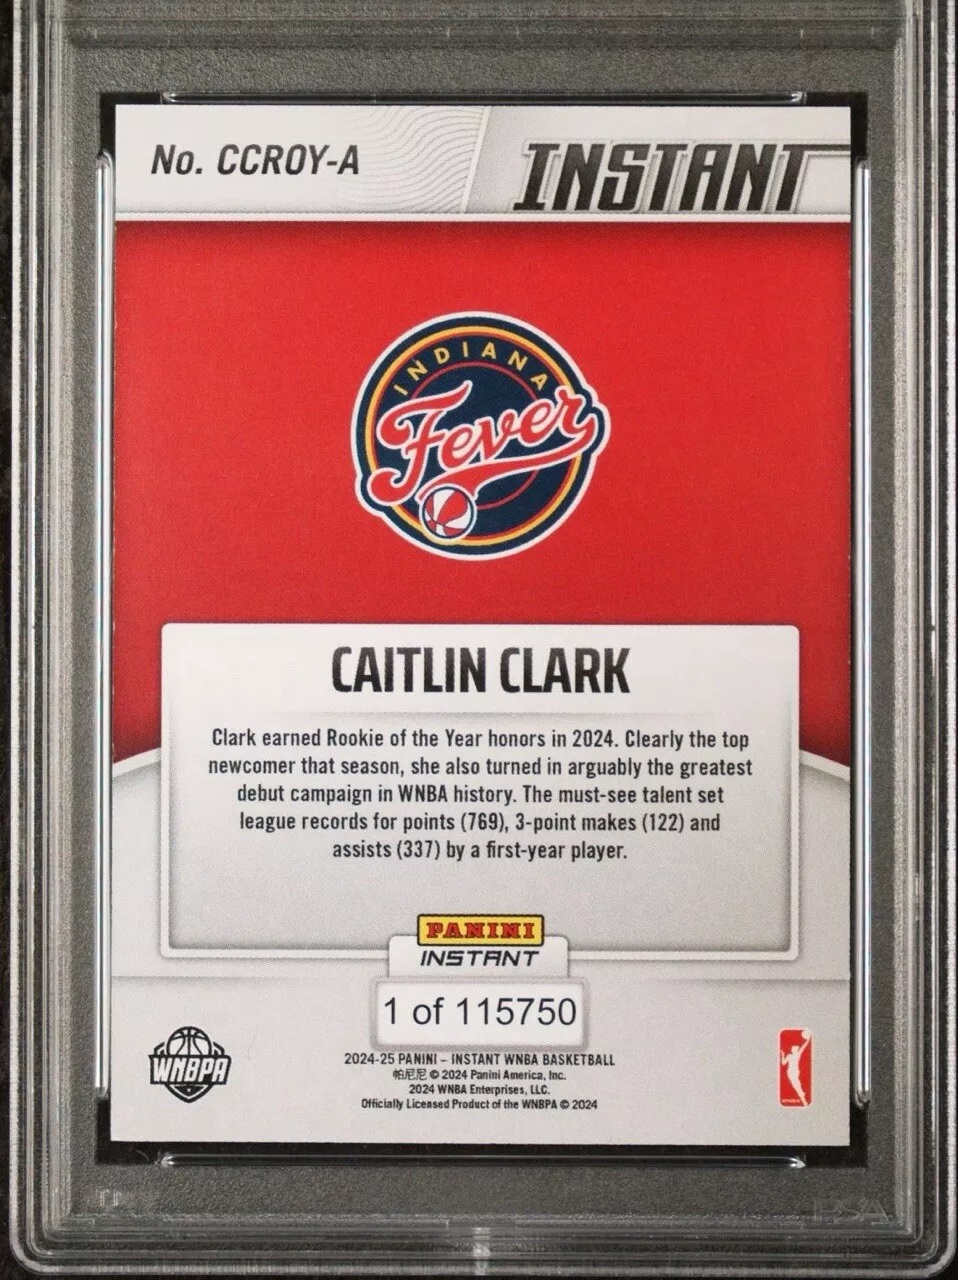 No. CCROY-A
INSTANT
INDIANA
Fever
CAITLIN CLARK
Clark earned Rookie of the Year honors in 2024. Clearly the top
newcomer that season, she also turned in arguably the greatest
debut campaign in WNBA history. The must-see talent set
league records for points (769), 3-point makes (122) and
assists (337) by a first-year player.
PANINI
INSTANT
1 of 115750
WNBPA
2024-25 PANINI – INSTANT WNBA BASKETBALL
帕尼尼 © 2024 Panini America, Inc.
2024 WNBA Enterprises, LLC.
Officially Licensed Product of the WNBPA © 2024
WNBA
PSA